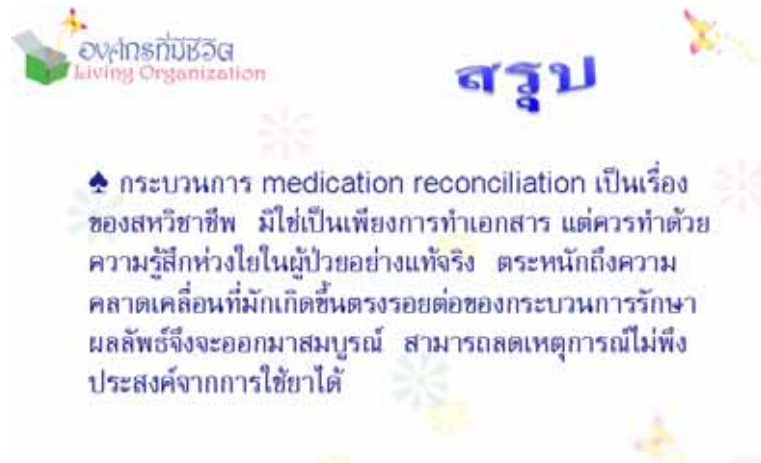 องค์กรที่มีชีวิต
Living Organization
สรุป
♠ กระบวนการ medication reconciliation เป็นเรื่อง
ของสหวิชาชีพ มิใช่เป็นเพียงการทำเอกสาร แต่ควรทำด้วย
ความรู้สึกห่วงใยในผู้ป่วยอย่างแท้จริง ตระหนักถึงความ
คลาดเคลื่อนที่มักเกิดขึ้นตรงรอยต่อของกระบวนการรักษา
ผลลัพธ์จึงจะออกมาสมบูรณ์ สามารถลดเหตุการณ์ไม่พึง
ประสงค์จากการใช้ยาได้